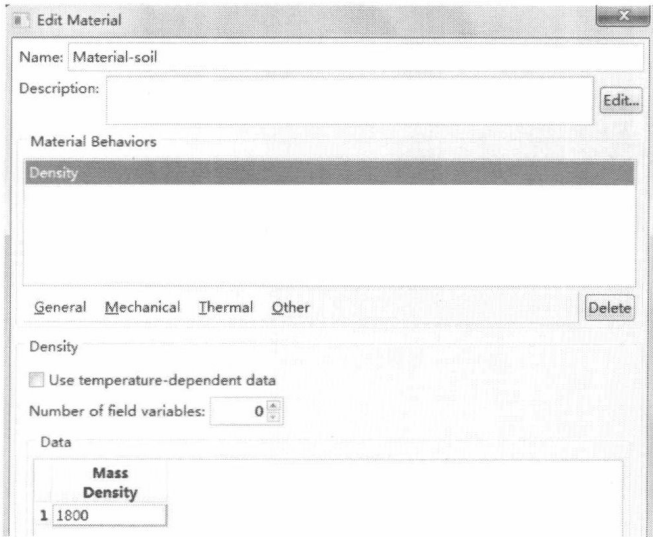 Edit Material
Name: Material-soil
Description:
Edit...
Material Behaviors
Density
General Mechanical Thermal Other Delete
Density
Use temperature-dependent data
Number of field variables: 0
Data
Mass
Density
1 1800